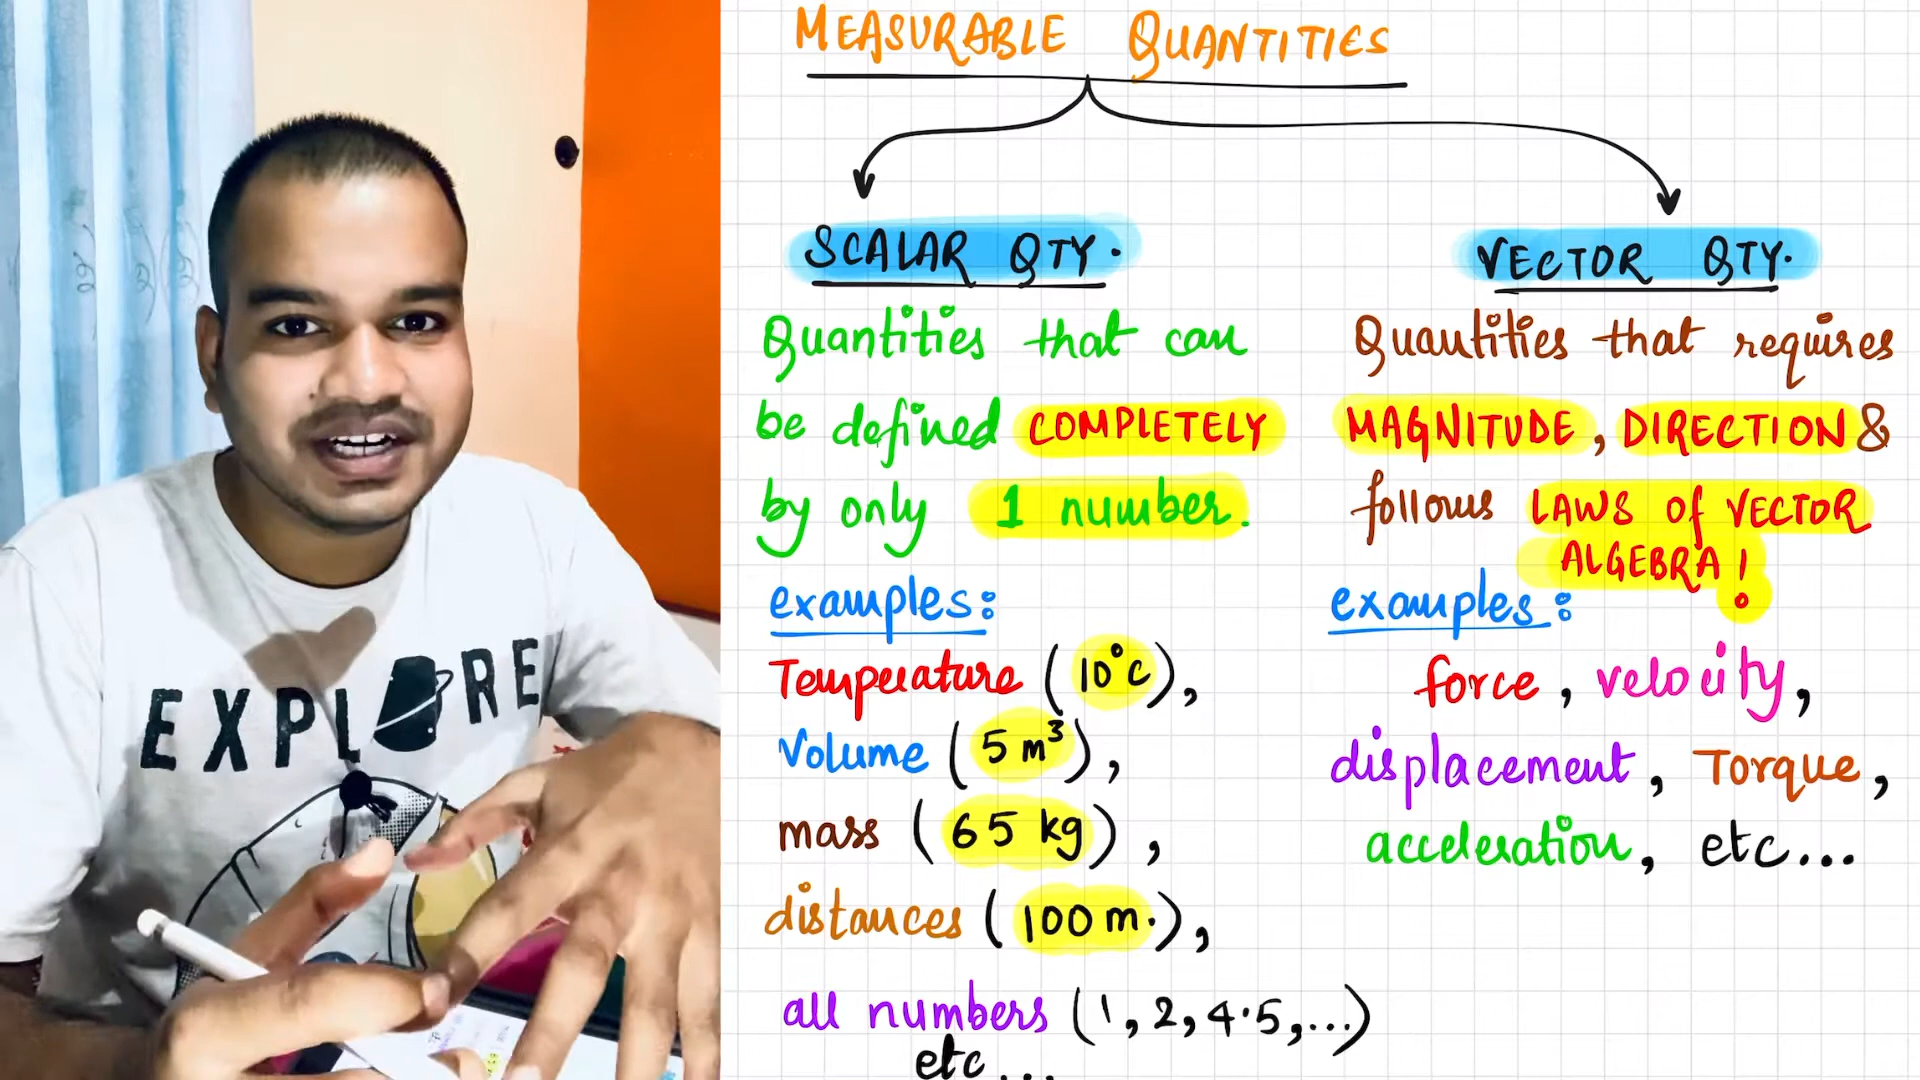 MEASURABLE QUANTITIES
SCALAR QTY.
Quantities that can
be defined COMPLETELY
by only 1 number.
examples:
Temperature (10°C),
Volume (5 m³),
mass (65 kg),
distances (100 m.),
all numbers (1, 2, 4.5, ...)
etc...
VECTOR QTY.
Quantities that requires
MAGNITUDE, DIRECTION &
follows LAWS of VECTOR
ALGEBRA!
examples:
force, velocity,
displacement, Torque,
acceleration, etc...
EXPLORE